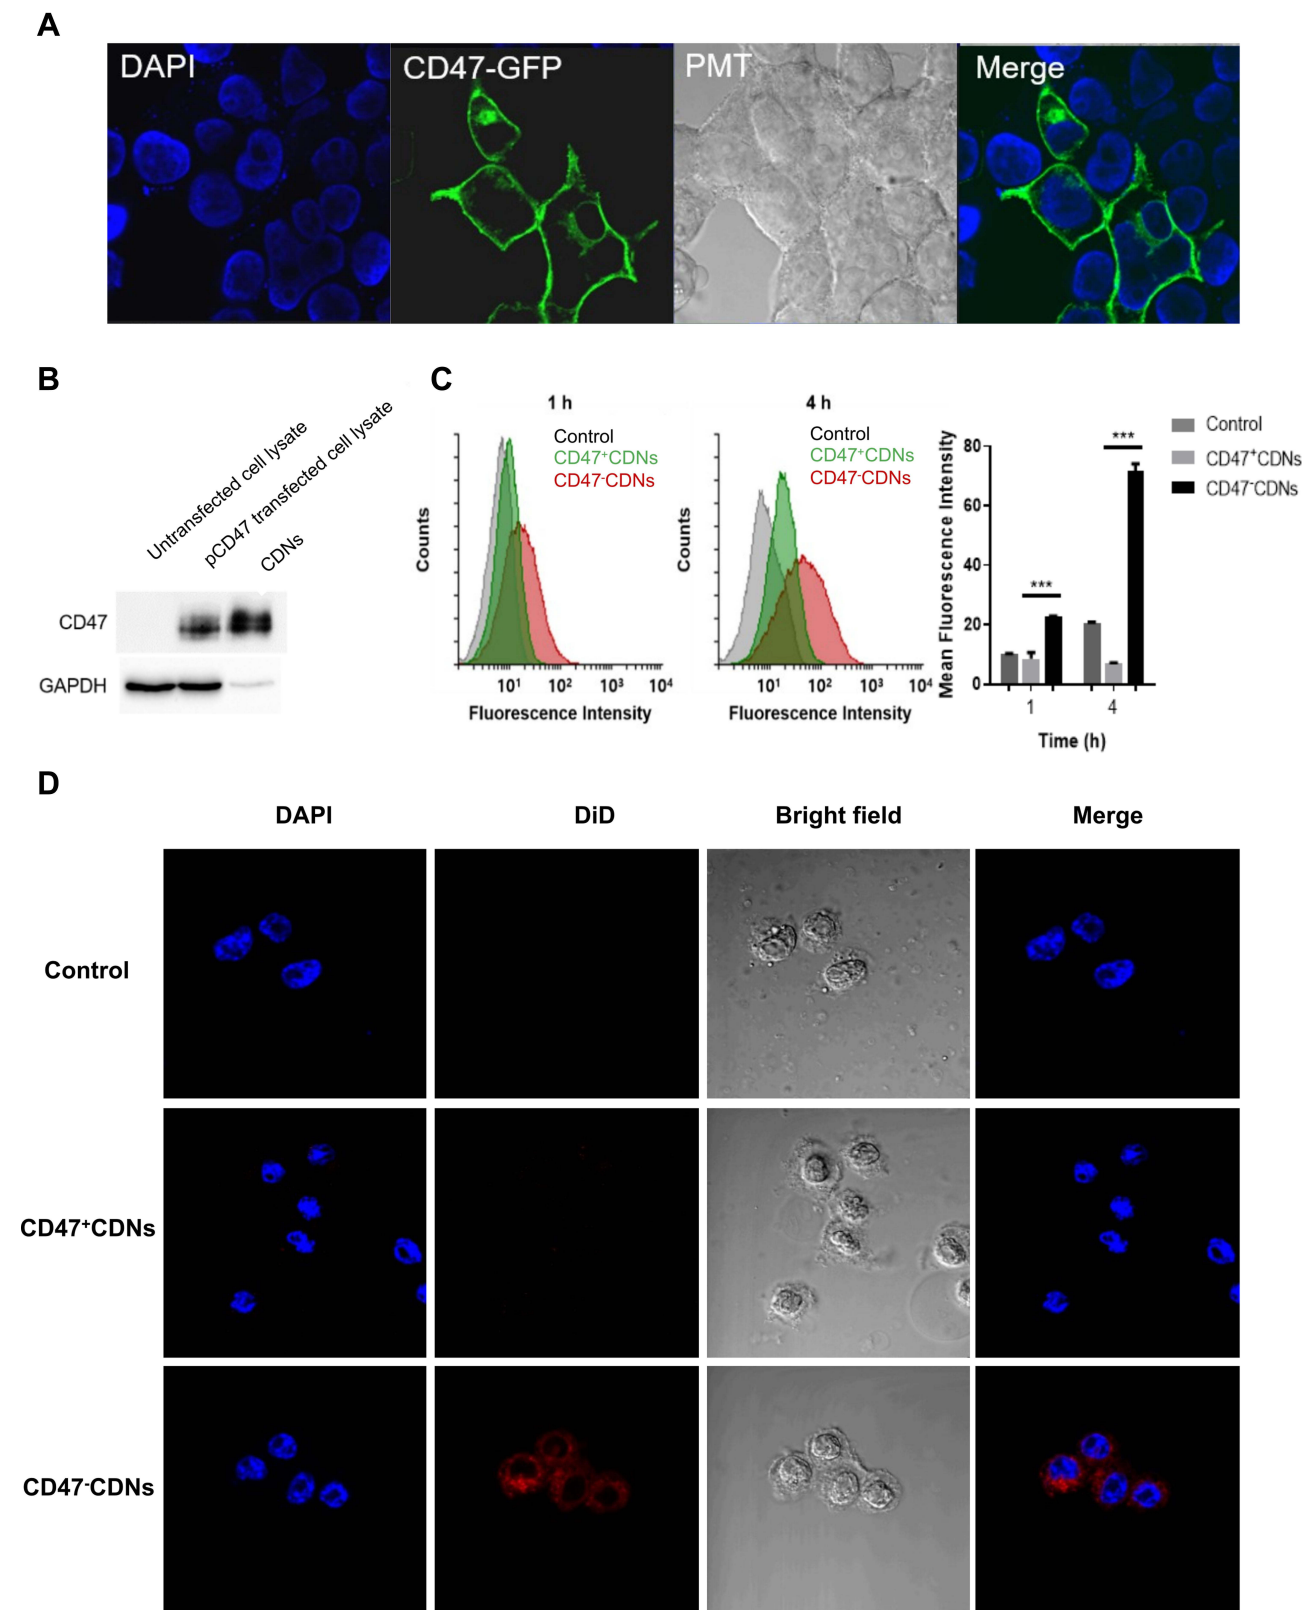 A
DAPI
CD47-GFP
PMT
Merge
B
Untransfected cell lysate
pCD47 transfected cell lysate
CDNs
CD47
GAPDH
C
1 h
Control
CD47⁺CDNs
CD47⁻CDNs
Counts
10¹ 10² 10³ 10⁴
Fluorescence Intensity
4 h
Control
CD47⁺CDNs
CD47⁻CDNs
Counts
10¹ 10² 10³ 10⁴
Fluorescence Intensity
Mean Fluorescence Intensity
80
60
40
20
0
***
***
1
4
Time (h)
Control
CD47⁺CDNs
CD47⁻CDNs
D
DAPI
DiD
Bright field
Merge
Control
CD47⁺CDNs
CD47⁻CDNs